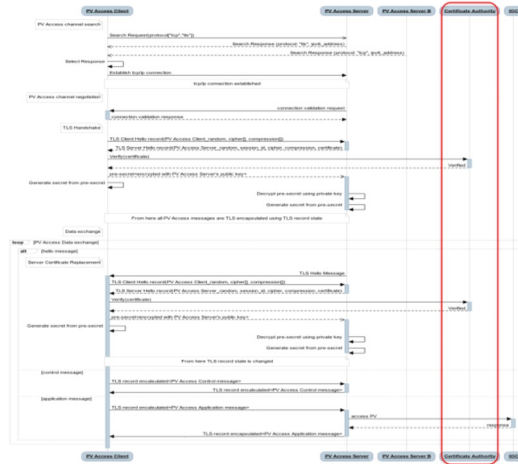 PV Access Client PV Access Server PV Access Server B Certificate Authority IOC
PV Access channel search
Search Request(protocol["tcp","tls"])
Search Response (protocol: "tls", ipv6_address)
Search Response (protocol: "tcp", ipv6_address)
Select Response
Establish tcp/ip connection
tcp/ip connection established
PV Access channel negotiation
connection validation request
connection validation response
TLS Handshake
TLS Client Hello record(PV Access Client_random, cipher[], compression[])
TLS Server Hello record(PV Access Server_random, session_id, cipher, compression, certificate)
Verify(certificate)
Verified
pre-secret=encrypted with PV Access Server's public key>
Generate secret from pre-secret
Decrypt pre-secret using private key
Generate secret from pre-secret
From here all PV Access messages are TLS encapsulated using TLS record state
Data exchange
loop [PV Access Data exchange]
alt [hello message]
Server Certificate Replacement
TLS Hello Message
TLS Client Hello record(PV Access Client_random, cipher[], compression[])
TLS Server Hello record(PV Access Server_random, session_id, cipher, compression, certificate)
Verify(certificate)
Verified
pre-secret=encrypted with PV Access Server's public key>
Generate secret from pre-secret
Decrypt pre-secret using private key
Generate secret from pre-secret
From here TLS record state is changed
[control message]
TLS record encalsulated<PV Access Control message>
TLS record encalsulated<PV Access Control message>
[application message]
TLS record encapsulated<PV Access Application message>
access PV
response
TLS record encapsulated<PV Access Application message>
PV Access Client PV Access Server PV Access Server B Certificate Authority IOC